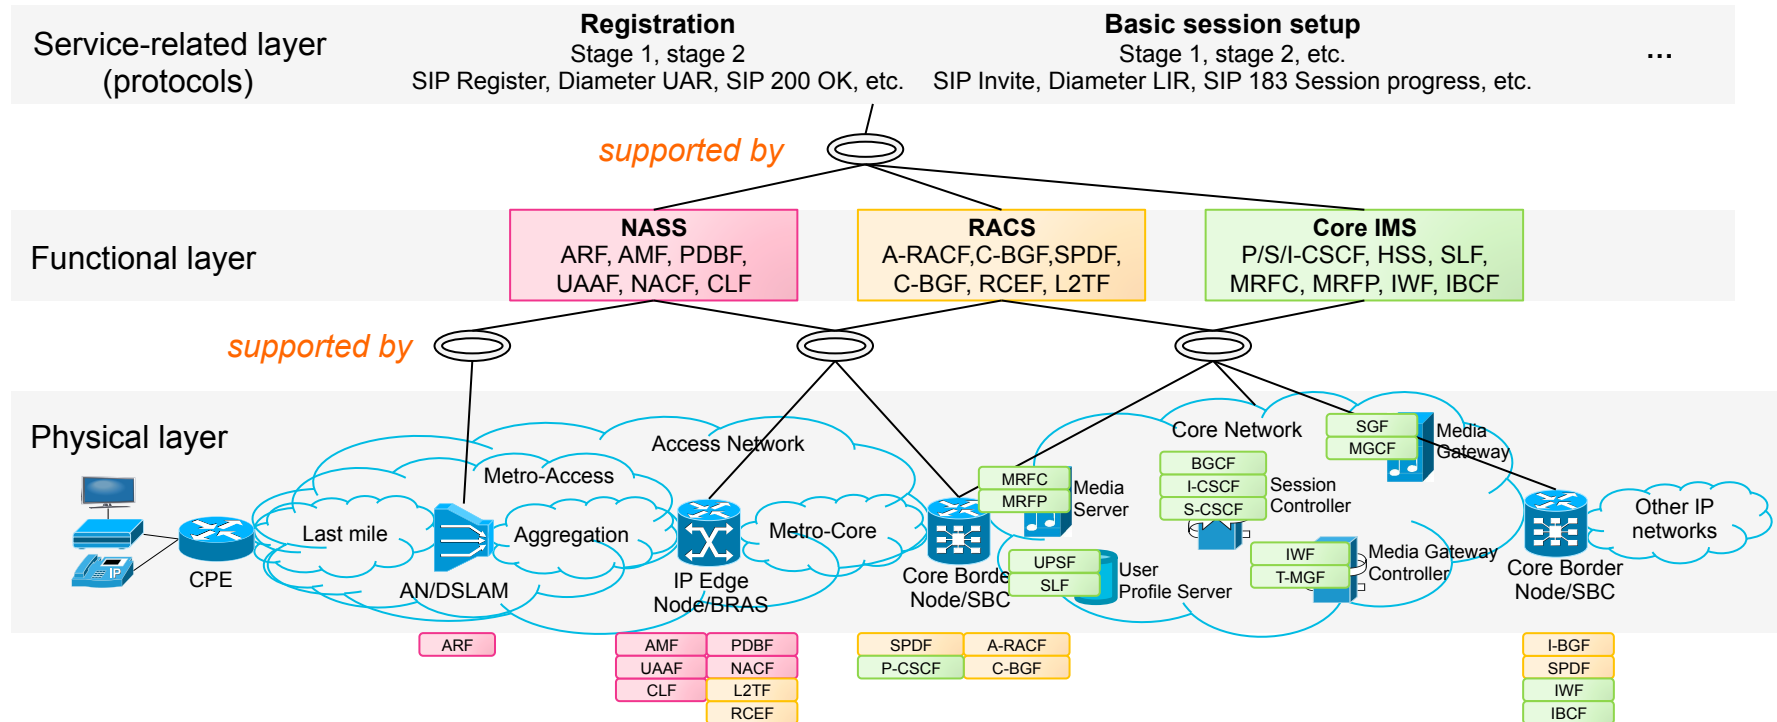 Service-related layer
(protocols)
Registration
Stage 1, stage 2
SIP Register, Diameter UAR, SIP 200 OK, etc.
Basic session setup
Stage 1, stage 2, etc.
SIP Invite, Diameter LIR, SIP 183 Session progress, etc.
...
supported by
Functional layer
NASS
ARF, AMF, PDBF,
UAAF, NACF, CLF
RACS
A-RACF,C-BGF,SPDF,
C-BGF, RCEF, L2TF
Core IMS
P/S/I-CSCF, HSS, SLF,
MRFC, MRFP, IWF, IBCF
supported by
Physical layer
Access Network
Metro-Access
Last mile
Aggregation
Metro-Core
IP
CPE
AN/DSLAM
IP Edge
Node/BRAS
Core Border
Node/SBC
Core Network
MRFC
MRFP
Media
Server
UPSF
SLF
User
Profile Server
BGCF
I-CSCF
S-CSCF
Session
Controller
SGF
MGCF
Media
Gateway
IWF
T-MGF
Media Gateway
Controller
Core Border
Node/SBC
Other IP
networks
ARF
AMF
PDBF
UAAF
NACF
CLF
L2TF
RCEF
SPDF
A-RACF
P-CSCF
C-BGF
I-BGF
SPDF
IWF
IBCF